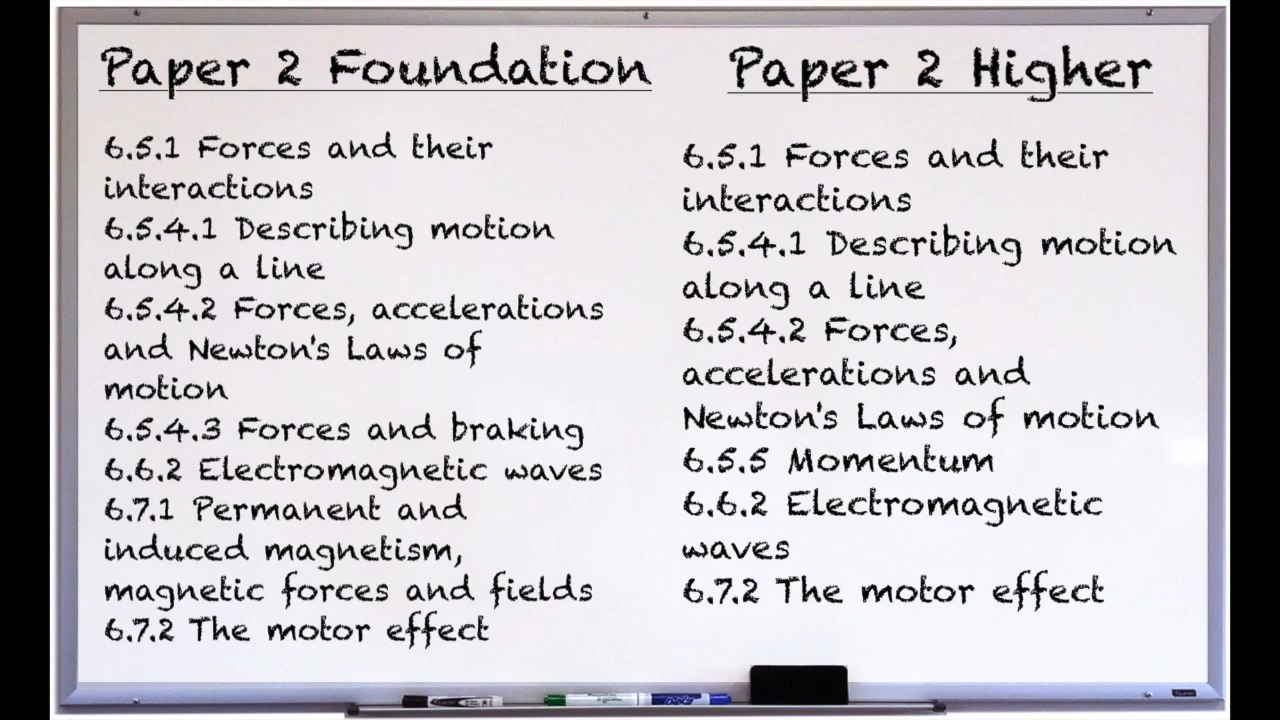 Paper 2 Foundation
6.5.1 Forces and their
interactions
6.5.4.1 Describing motion
along a line
6.5.4.2 Forces, accelerations
and Newton's Laws of
motion
6.5.4.3 Forces and braking
6.6.2 Electromagnetic waves
6.7.1 Permanent and
induced magnetism,
magnetic forces and fields
6.7.2 The motor effect
Paper 2 Higher
6.5.1 Forces and their
interactions
6.5.4.1 Describing motion
along a line
6.5.4.2 Forces,
accelerations and
Newton's Laws of motion
6.5.5 Momentum
6.6.2 Electromagnetic
waves
6.7.2 The motor effect